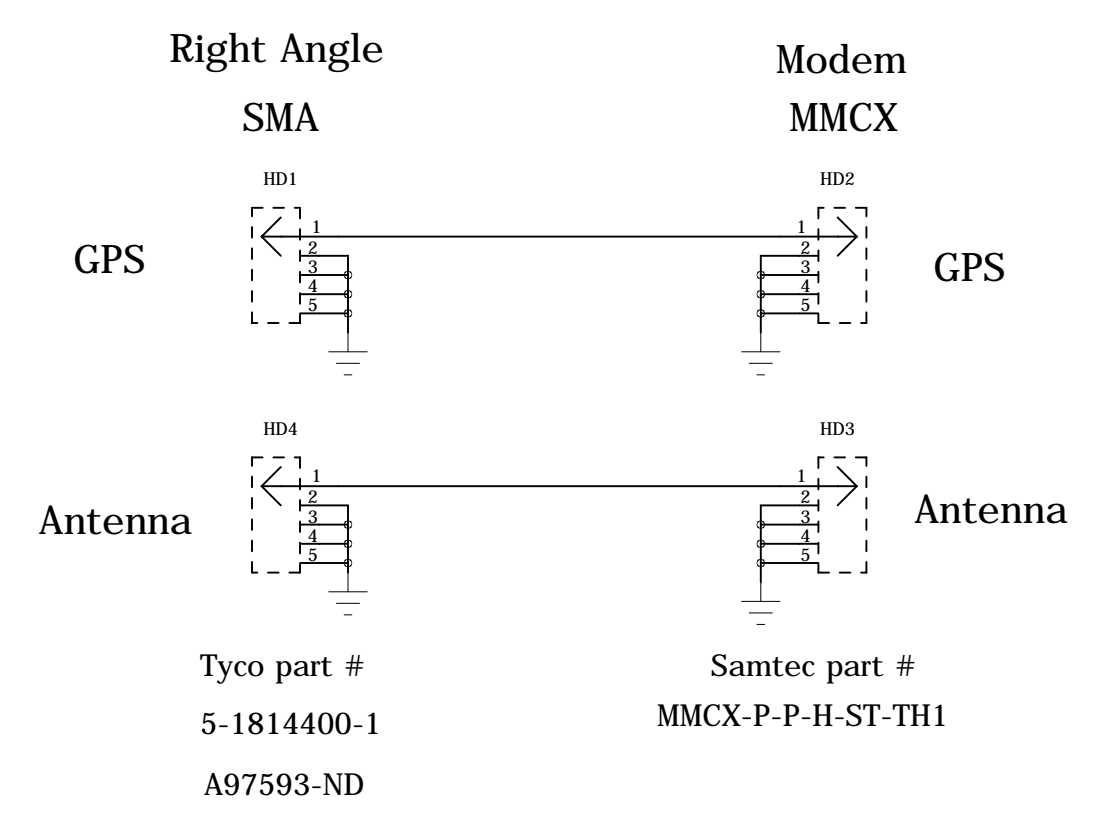 Right Angle
SMA
Modem
MMCX
HD1
HD2
GPS
1
2
3
4
5
1
2
3
4
5
GPS
HD4
HD3
Antenna
1
2
3
4
5
1
2
3
4
5
Antenna
Tyco part #
5-1814400-1
A97593-ND
Samtec part #
MMCX-P-P-H-ST-TH1